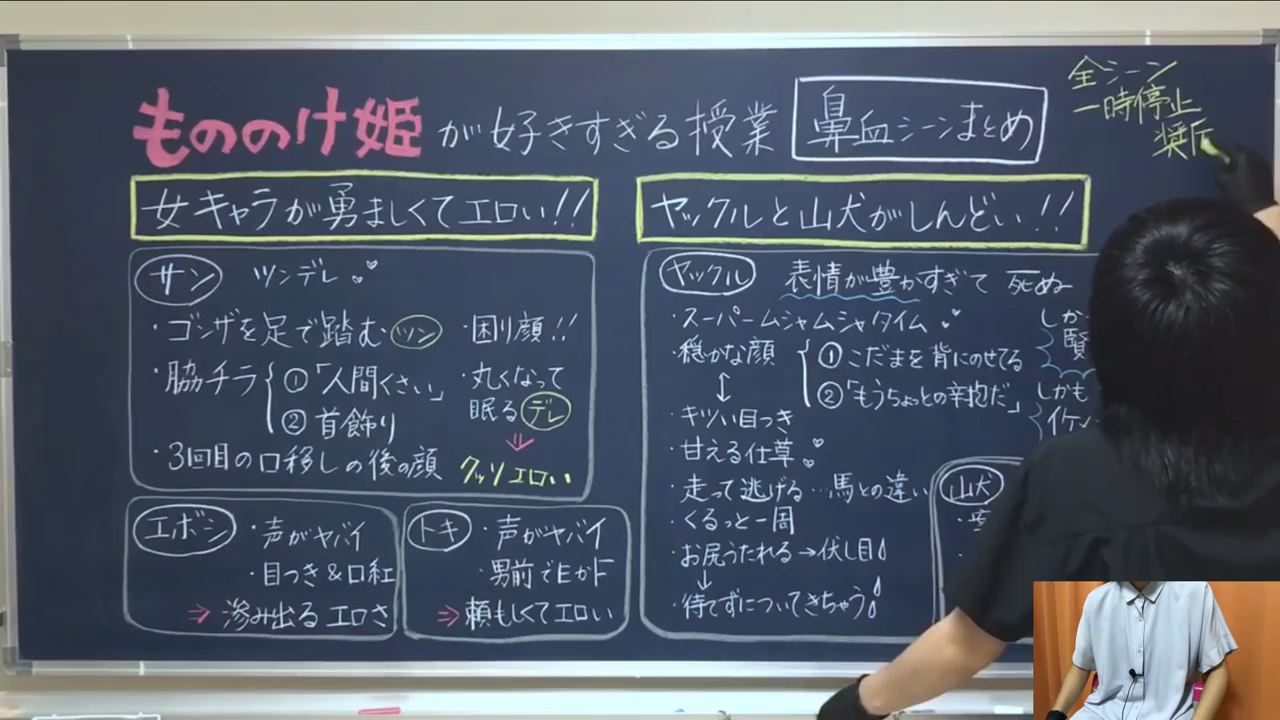 もののけ姫が好きすぎる授業 鼻血シーンまとめ
全シーン
一時停止
奨
女キャラが勇ましくてエロい!!
サン ツンデレ
・ゴンザを足で踏む ツン
・脇チラ ①「人間くさい」
② 首飾り
・3回目の口移しの後の顔
・困り顔!!
・丸くなって
眠る デレ
クッソエロい
エボシ ・声がヤバイ
・目つき&口紅
⇒ 滲み出るエロさ
トキ ・声がヤバイ
・男前でEかF
⇒ 頼もしくてエロい
ヤックルと山犬がしんどい!!
ヤックル 表情が豊かすぎて 死ぬ
・スーパームシャムシャタイム
・穏やかな顔 ① こだまを背にのせてる
② 「もうちょっとの辛抱だ」
↕
・キツい目つき
・甘える仕草
・走って逃げる…馬との違い
・くるっと一周
・お尻うたれる→伏し目
↓
・待てずについてきちゃう
しか
賢
しかも
イケ
山犬